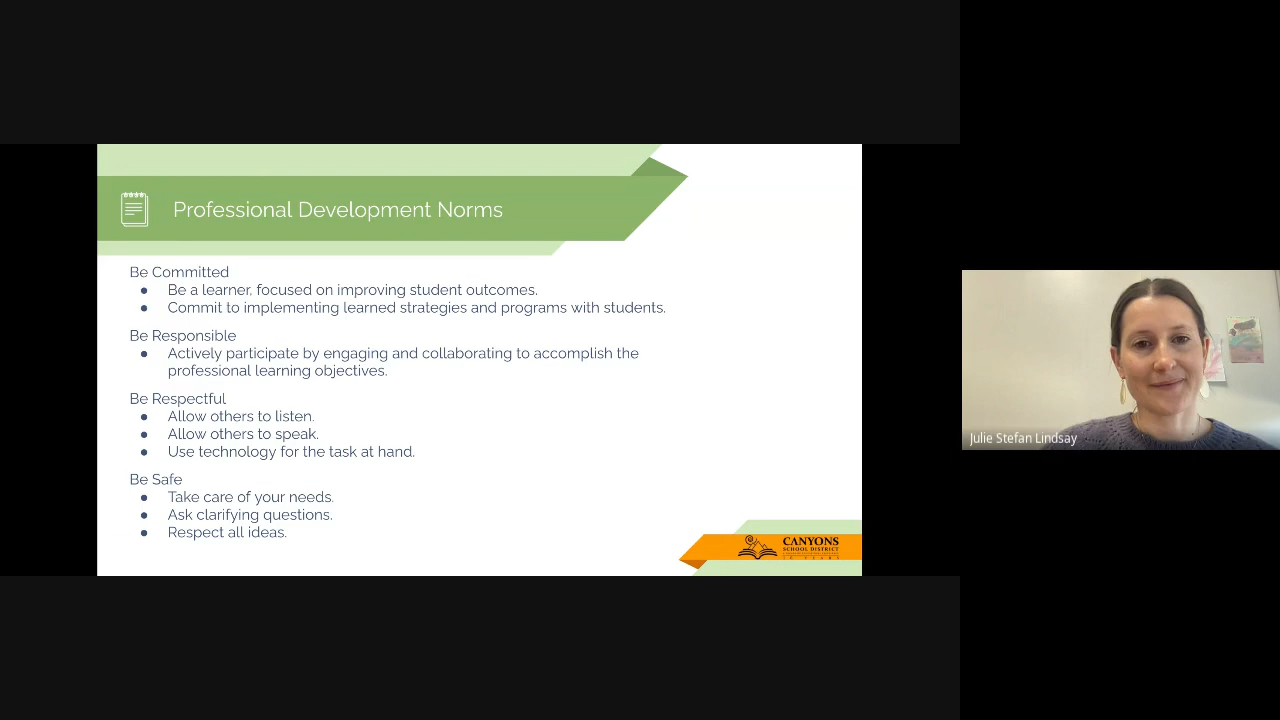 Professional Development Norms
Be Committed
● Be a learner, focused on improving student outcomes.
● Commit to implementing learned strategies and programs with students.
Be Responsible
● Actively participate by engaging and collaborating to accomplish the
professional learning objectives.
Be Respectful
● Allow others to listen.
● Allow others to speak.
● Use technology for the task at hand.
Be Safe
● Take care of your needs.
● Ask clarifying questions.
● Respect all ideas.
CANYONS
SCHOOL DISTRICT
Julie Stefan Lindsay